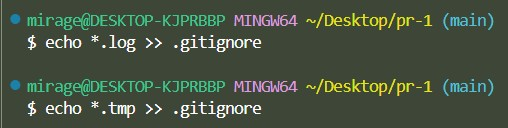 mirage@DESKTOP-KJPRBBP MINGW64 ~/Desktop/pr-1 (main)
$ echo *.log >> .gitignore
mirage@DESKTOP-KJPRBBP MINGW64 ~/Desktop/pr-1 (main)
$ echo *.tmp >> .gitignore